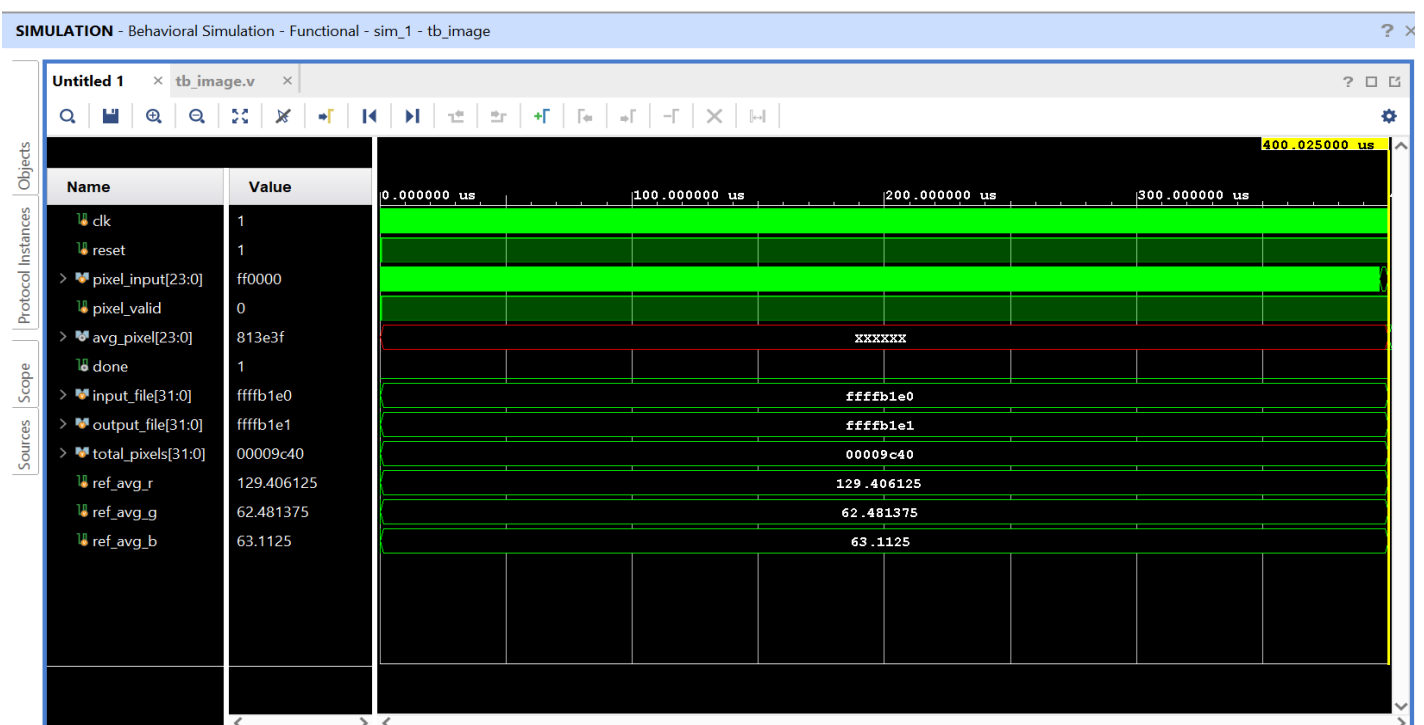 SIMULATION - Behavioral Simulation - Functional - sim_1 - tb_image
? ×
Untitled 1 × tb_image.v ×
?
Objects
Protocol Instances
Scope
Sources
400.025000 us
Name Value
0.000000 us 100.000000 us 200.000000 us 300.000000 us
clk 1
reset 1
pixel_input[23:0] ff0000
pixel_valid 0
avg_pixel[23:0] 813e3f XXXXXX
done 1
input_file[31:0] ffffb1e0 ffffb1e0
output_file[31:0] ffffb1e1 ffffb1e1
total_pixels[31:0] 00009c40 00009c40
ref_avg_r 129.406125 129.406125
ref_avg_g 62.481375 62.481375
ref_avg_b 63.1125 63.1125